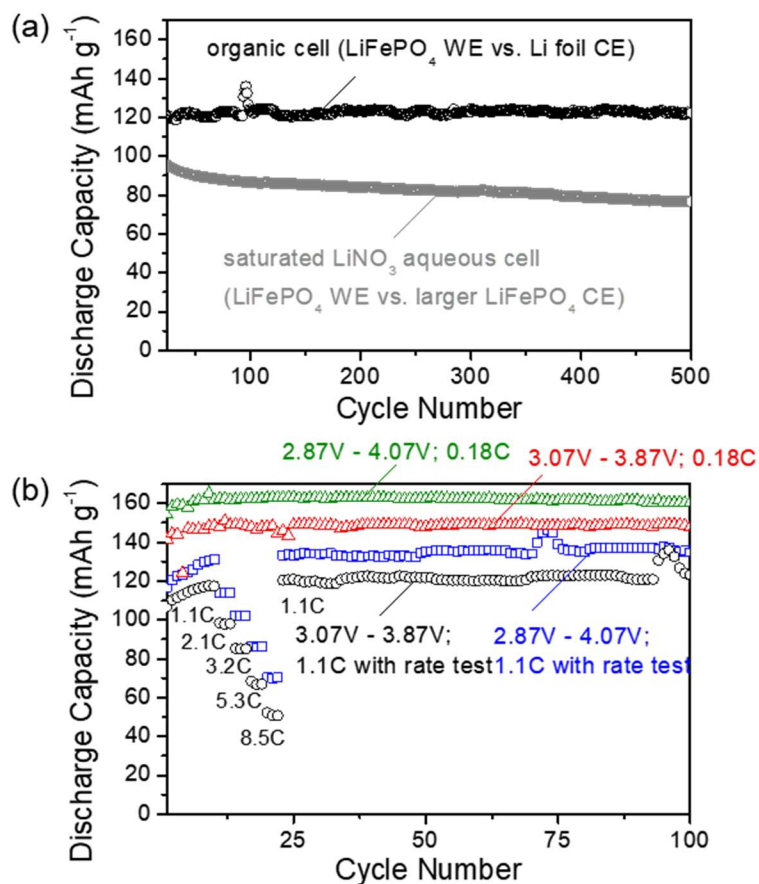 (a)
Discharge Capacity (mAh g⁻¹)
160
140
120
100
80
60
40
20
0
organic cell (LiFePO₄ WE vs. Li foil CE)
saturated LiNO₃ aqueous cell
(LiFePO₄ WE vs. larger LiFePO₄ CE)
100
200
300
400
500
Cycle Number
(b)
2.87V - 4.07V; 0.18C
3.07V - 3.87V; 0.18C
Discharge Capacity (mAh g⁻¹)
160
140
120
100
80
60
40
20
0
1.1C
2.1C
3.2C
5.3C
8.5C
1.1C
3.07V - 3.87V;
1.1C with rate test
2.87V - 4.07V;
1.1C with rate test
25
50
75
100
Cycle Number